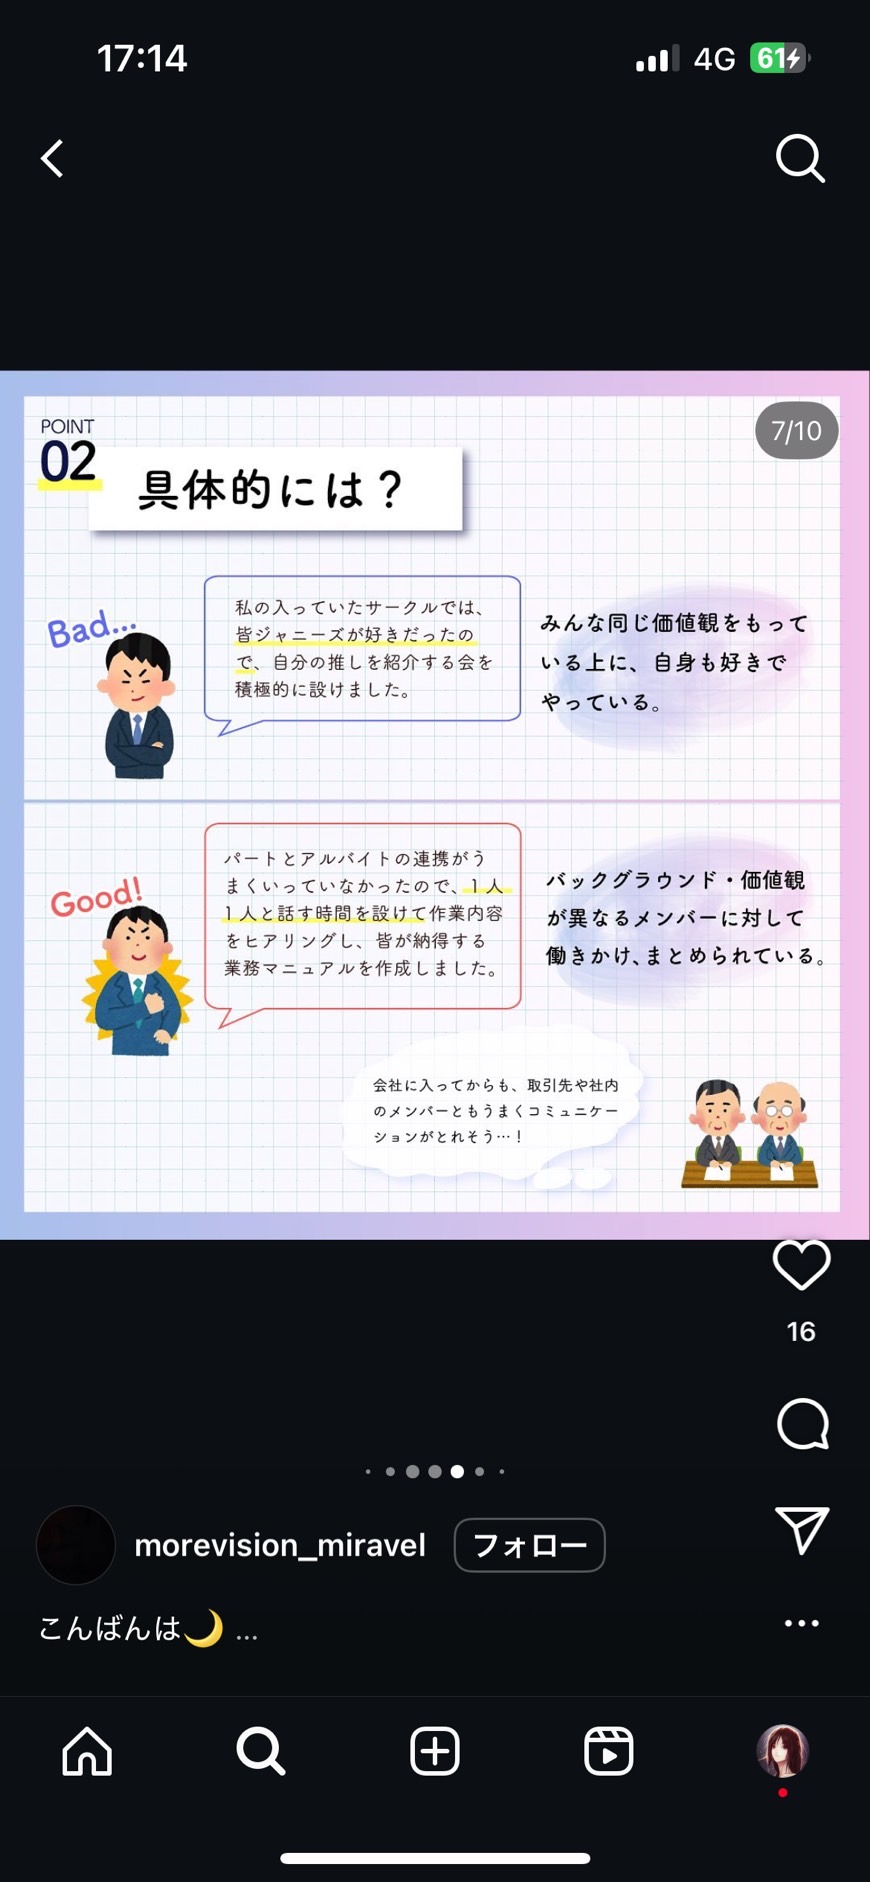 17:14
4G
61
7/10
POINT
02
具体的には？
Bad...
私の入っていたサークルでは、
皆ジャニーズが好きだったの
で、自分の推しを紹介する会を
積極的に設けました。
みんな同じ価値観をもって
いる上に、自身も好きで
やっている。
Good!
パートとアルバイトの連携がう
まくいっていなかったので、1人
1人と話す時間を設けて作業内容
をヒアリングし、皆が納得する
業務マニュアルを作成しました。
バックグラウンド・価値観
が異なるメンバーに対して
働きかけ、まとめられている。
会社に入ってからも、取引先や社内
のメンバーともうまくコミュニケー
ションがとれそう…！
16
morevision_miravel
フォロー
こんばんは🌙 ...